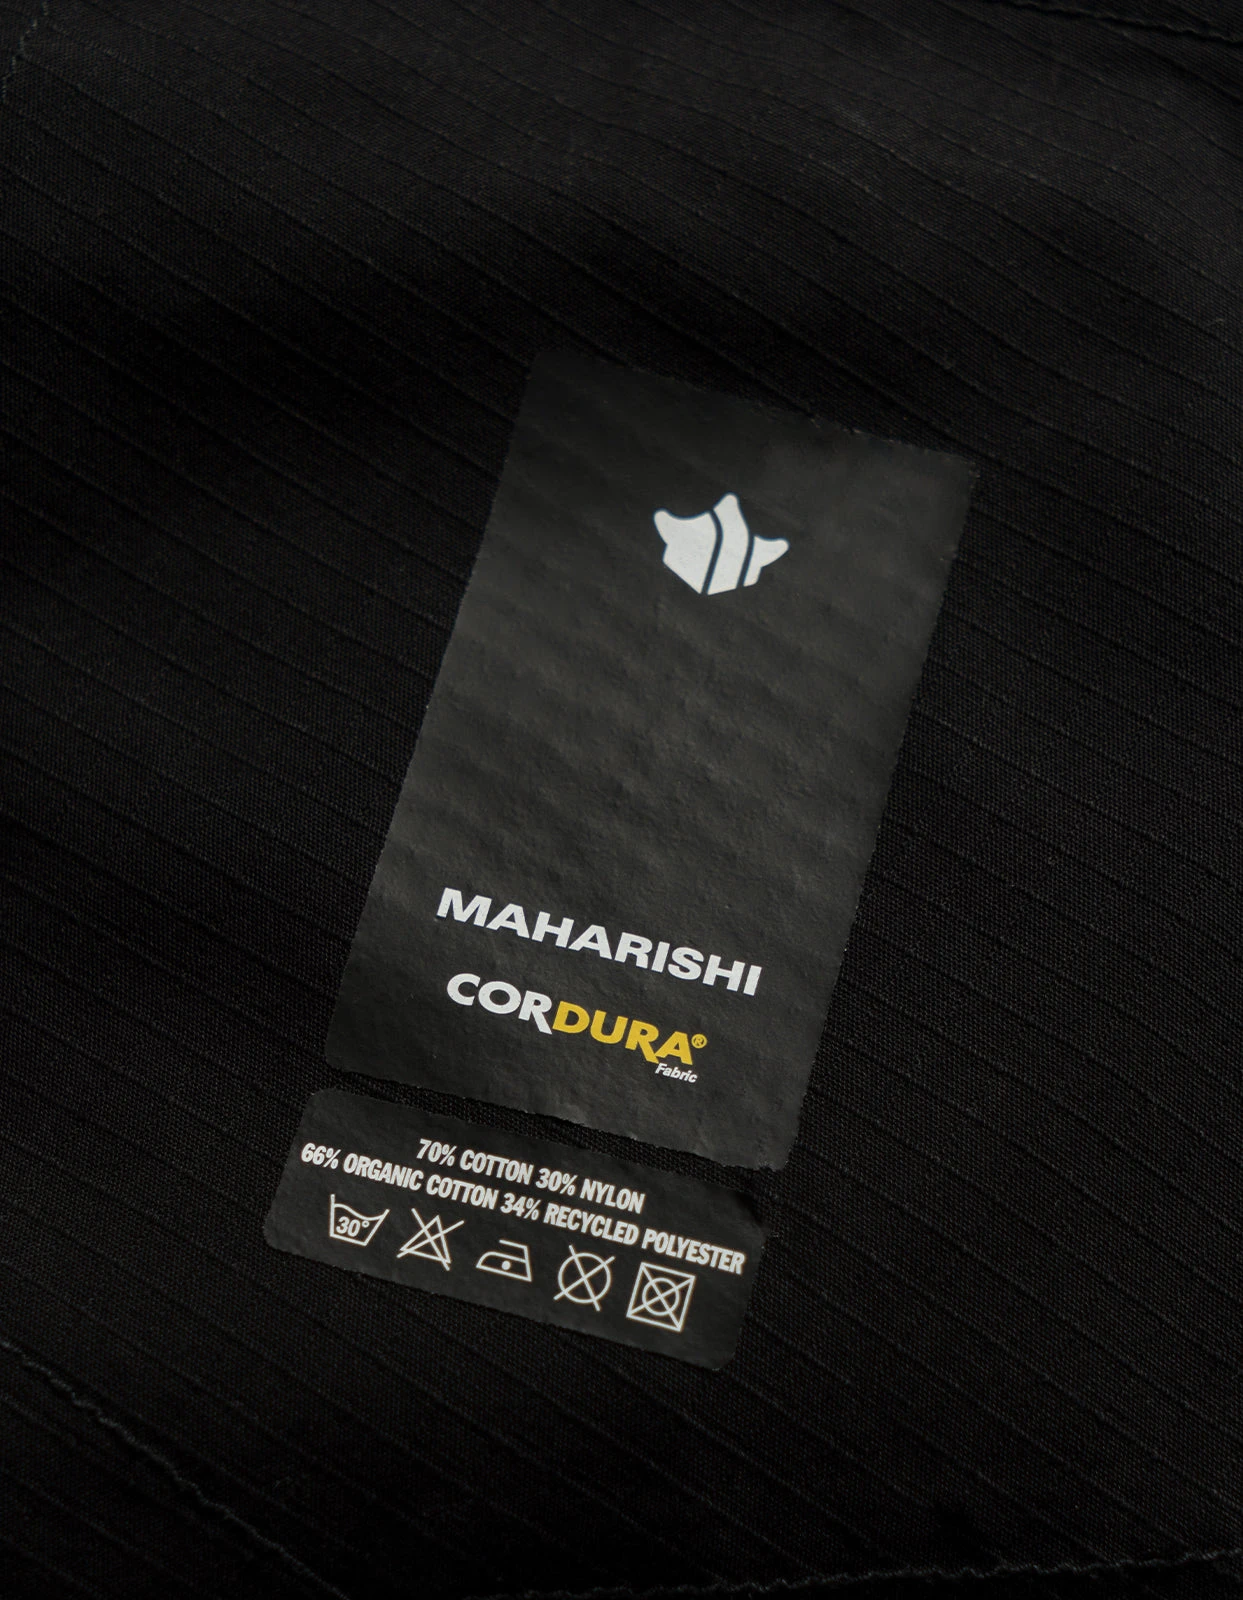 MAHARISHI
CORDURA®
Fabric
70% COTTON 30% NYLON
66% ORGANIC COTTON 34% RECYCLED POLYESTER
30°